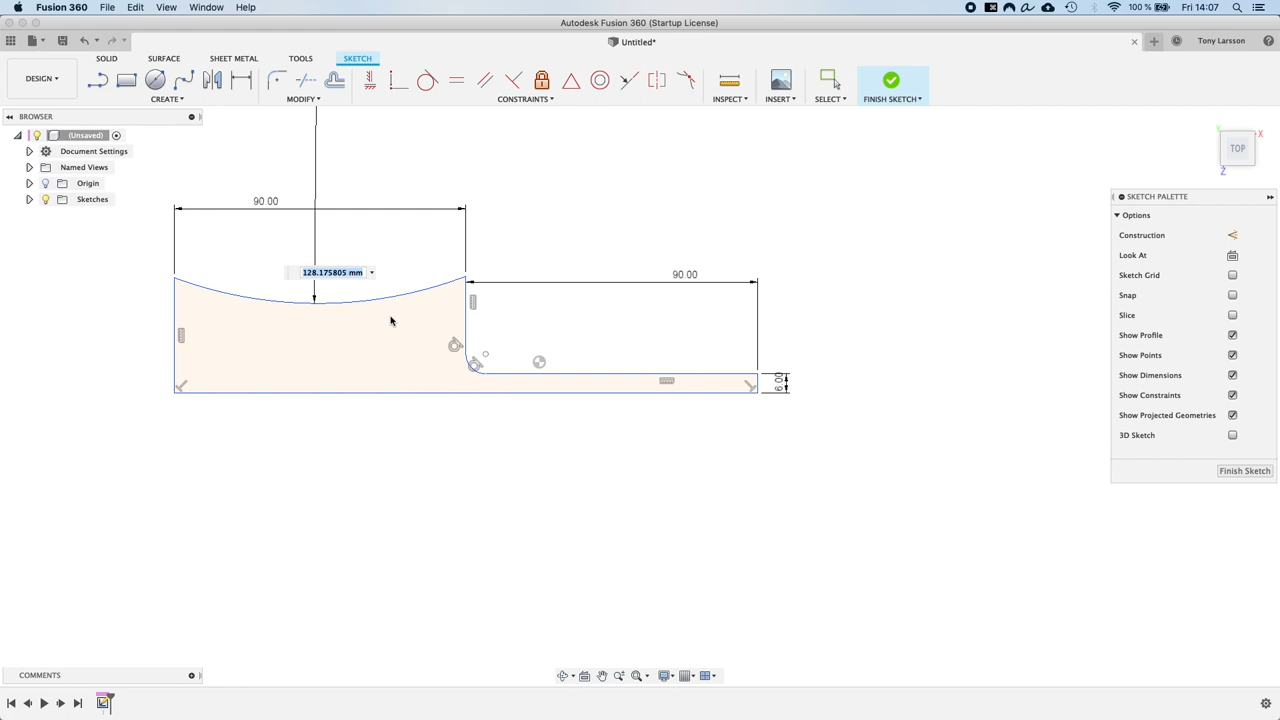 Fusion 360 File Edit View Window Help 100 % Fri 14:07
Autodesk Fusion 360 (Startup License)
Untitled* Tony Larsson
DESIGN
SOLID SURFACE SHEET METAL TOOLS SKETCH
CREATE MODIFY CONSTRAINTS INSPECT INSERT SELECT FINISH SKETCH
BROWSER
(Unsaved)
Document Settings
Named Views
Origin
Sketches
TOP
X
Y
Z
90.00
128.175805 mm
90.00
6.00
SKETCH PALETTE
Options
Construction
Look At
Sketch Grid
Snap
Slice
Show Profile
Show Points
Show Dimensions
Show Constraints
Show Projected Geometries
3D Sketch
Finish Sketch
COMMENTS